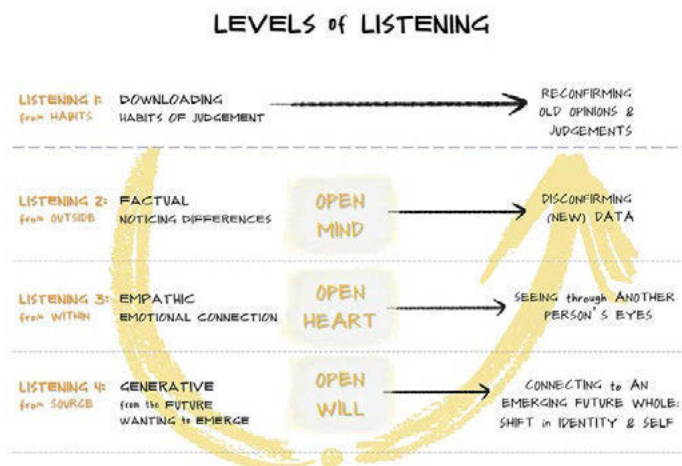 LEVELS of LISTENING
LISTENING 1: DOWNLOADING
from HABITS HABITS OF JUDGEMENT
RECONFIRMING
OLD OPINIONS &
JUDGEMENTS
LISTENING 2: FACTUAL
from OUTSIDE NOTICING DIFFERENCES
OPEN
MIND
DISCONFIRMING
(NEW) DATA
LISTENING 3: EMPATHIC
from WITHIN EMOTIONAL CONNECTION
OPEN
HEART
SEEING through ANOTHER
PERSON'S EYES
LISTENING 4: GENERATIVE
from SOURCE from the FUTURE
WANTING to EMERGE
OPEN
WILL
CONNECTING to AN
EMERGING FUTURE WHOLE:
SHIFT in IDENTITY & SELF